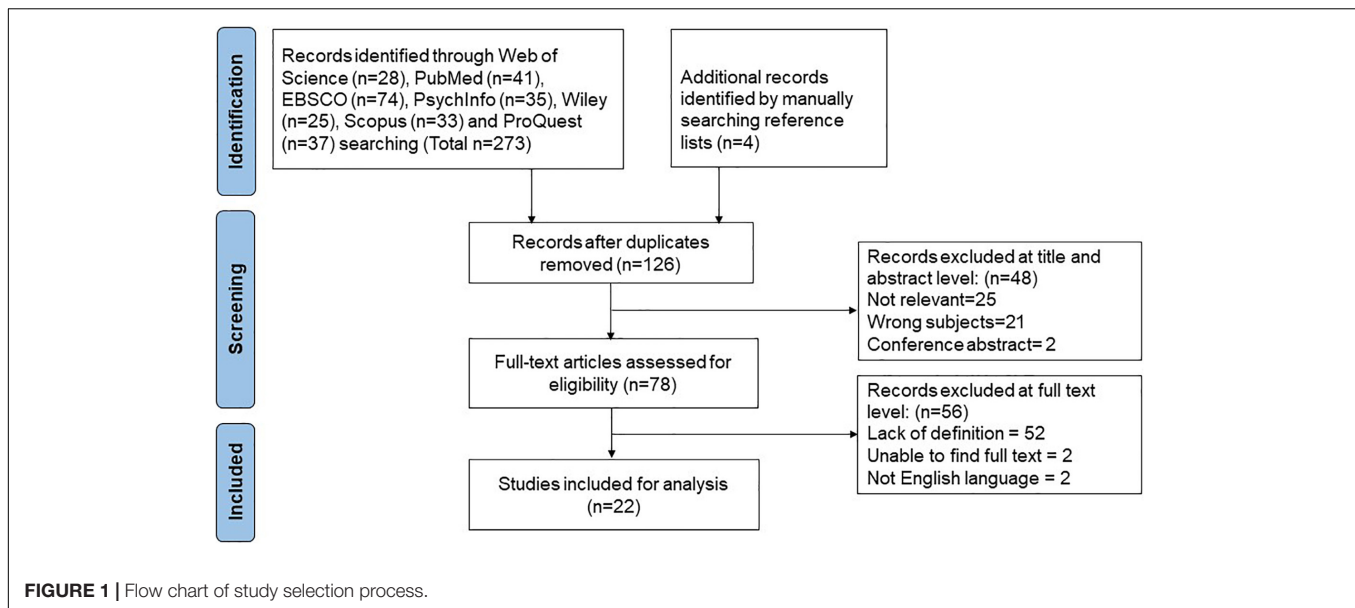 Identification
Records identified through Web of
Science (n=28), PubMed (n=41),
EBSCO (n=74), PsychInfo (n=35), Wiley
(n=25), Scopus (n=33) and ProQuest
(n=37) searching (Total n=273)
Additional records
identified by manually
searching reference
lists (n=4)
Screening
Records after duplicates
removed (n=126)
Records excluded at title and
abstract level: (n=48)
Not relevant=25
Wrong subjects=21
Conference abstract= 2
Full-text articles assessed for
eligibility (n=78)
Records excluded at full text
level: (n=56)
Lack of definition = 52
Unable to find full text = 2
Not English language = 2
Included
Studies included for analysis
(n=22)
FIGURE 1 | Flow chart of study selection process.